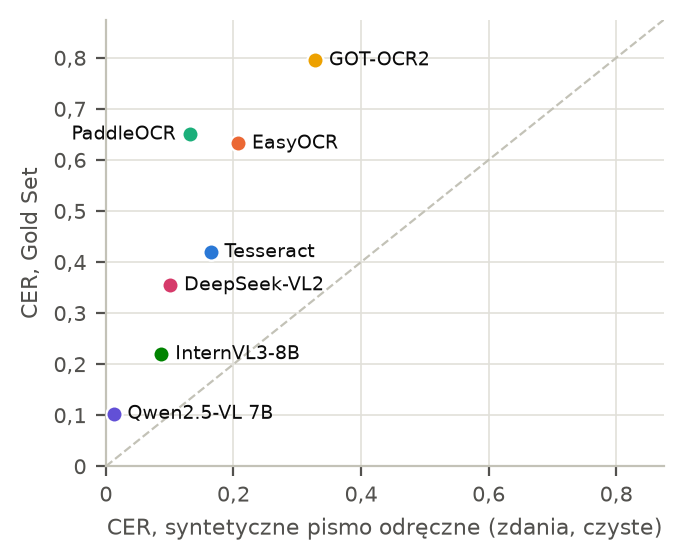 0,8
0,7
0,6
0,5
0,4
0,3
0,2
0,1
0
CER, Gold Set
GOT-OCR2
PaddleOCR
EasyOCR
Tesseract
DeepSeek-VL2
InternVL3-8B
Qwen2.5-VL 7B
0 0,2 0,4 0,6 0,8
CER, syntetyczne pismo odręczne (zdania, czyste)